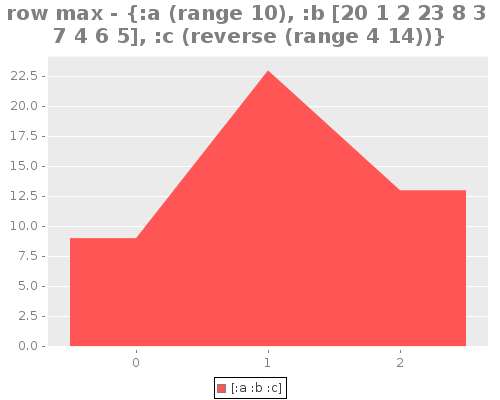 row max - {:a (range 10), :b [20 1 2 23 8 3
7 4 6 5], :c (reverse (range 4 14))}
22.5
20.0
17.5
15.0
12.5
10.0
7.5
5.0
2.5
0.0
0 1 2
[:a :b :c]